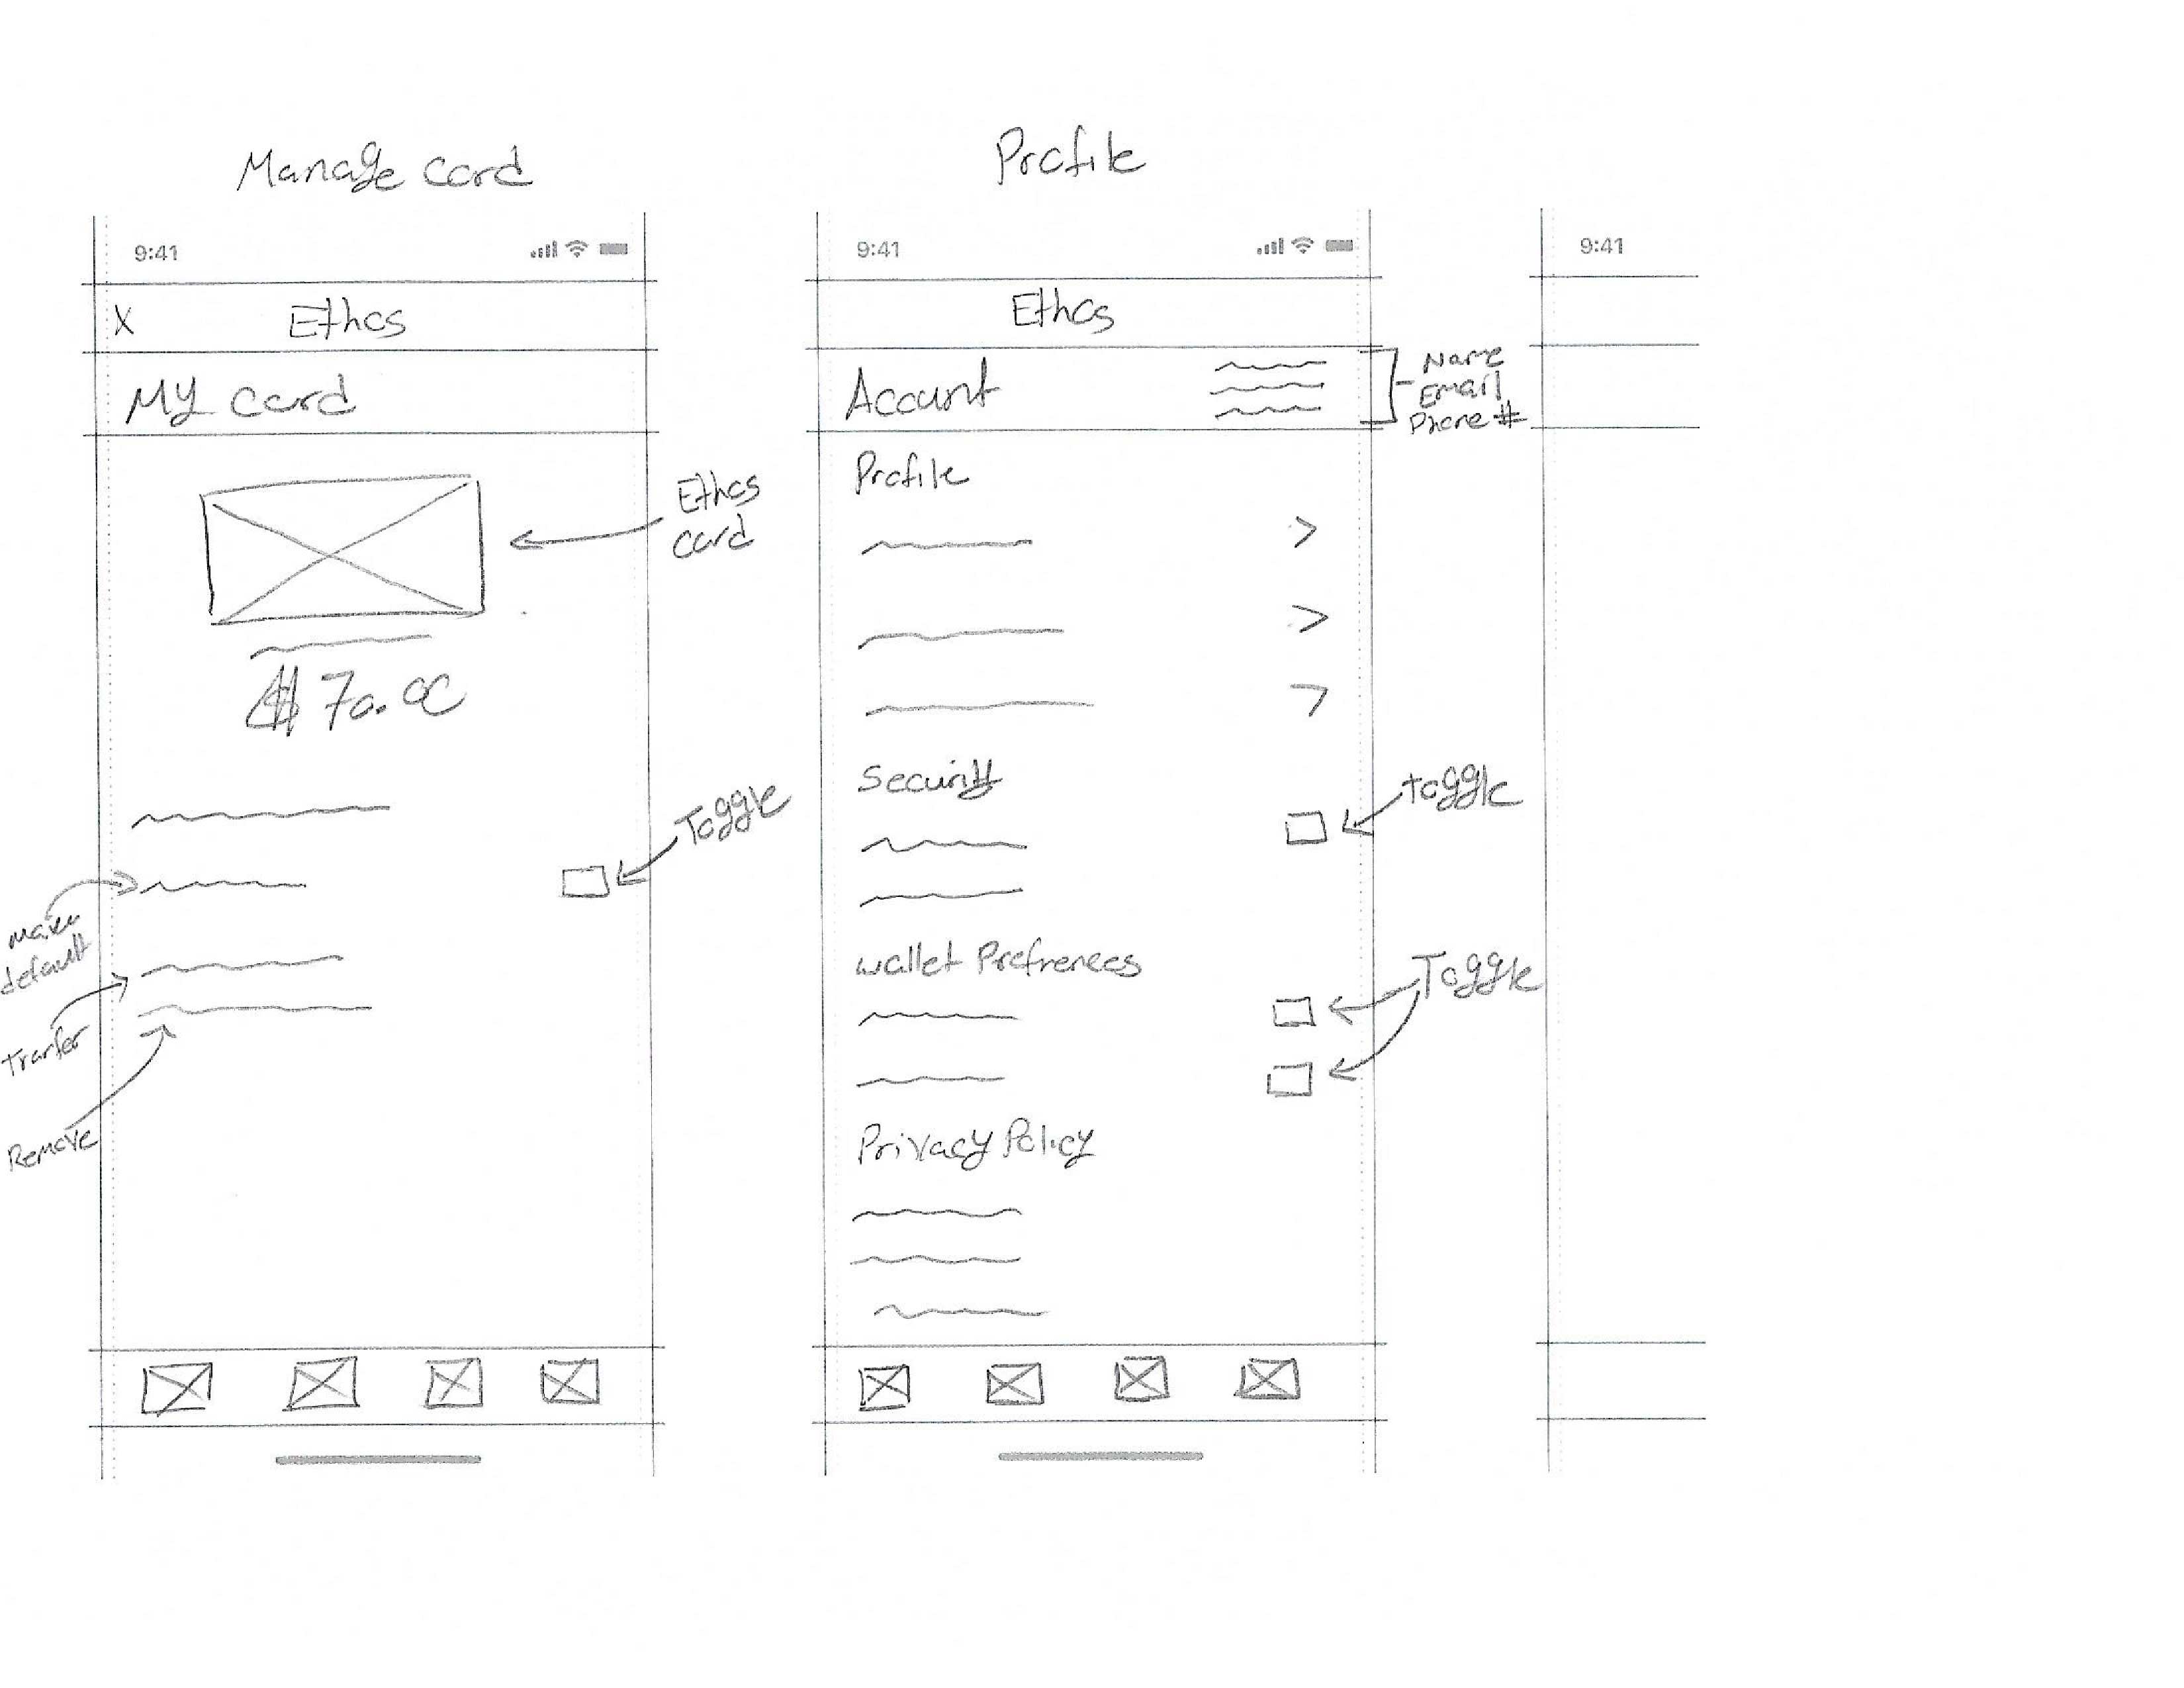 Manage card
9:41
X Ethos
My card
Ethos
card
$70.00
Toggle
make
default
Tranfer
Remove
Profile
9:41
Ethos
Account
Name
Email
Phone #
Profile
Security
toggle
wallet Prefrences
Toggle
Privacy Policy
9:41